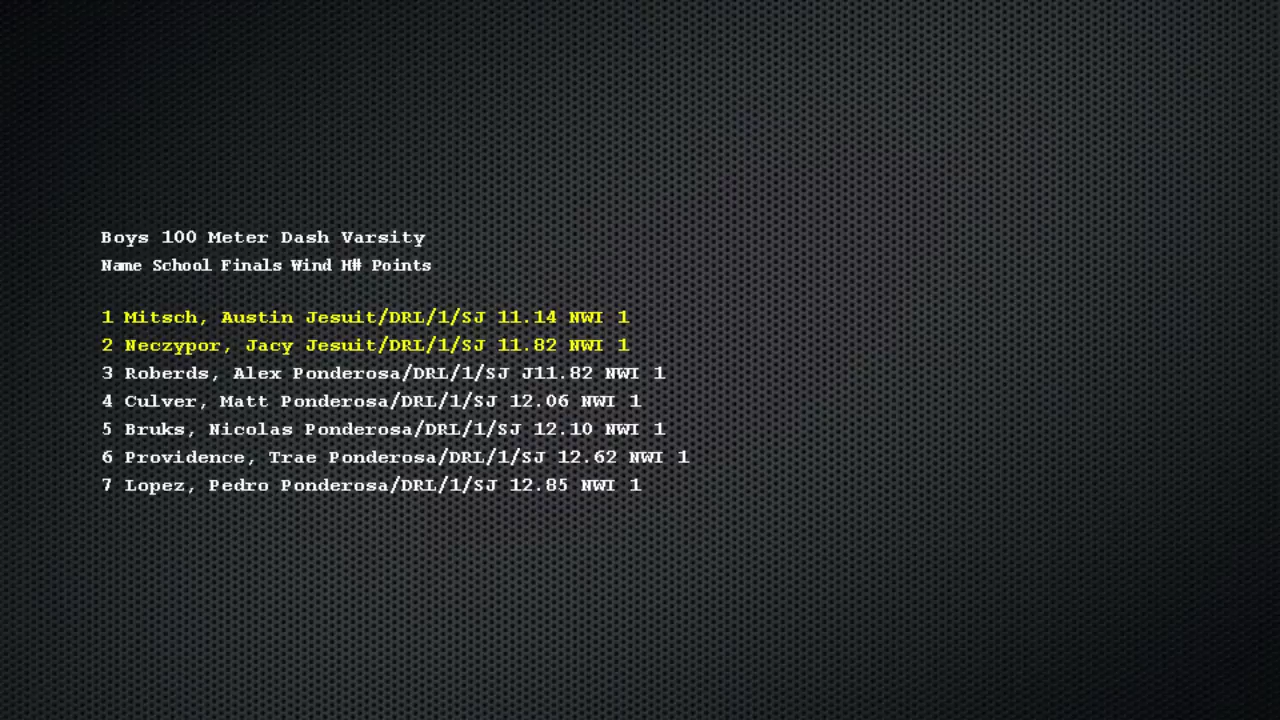 Boys 100 Meter Dash Varsity
Name School Finals Wind H# Points
1 Mitsch, Austin Jesuit/DRL/1/SJ 11.14 NWI 1
2 Neczypor, Jacy Jesuit/DRL/1/SJ 11.82 NWI 1
3 Roberds, Alex Ponderosa/DRL/1/SJ J11.82 NWI 1
4 Culver, Matt Ponderosa/DRL/1/SJ 12.06 NWI 1
5 Bruks, Nicolas Ponderosa/DRL/1/SJ 12.10 NWI 1
6 Providence, Trae Ponderosa/DRL/1/SJ 12.62 NWI 1
7 Lopez, Pedro Ponderosa/DRL/1/SJ 12.85 NWI 1